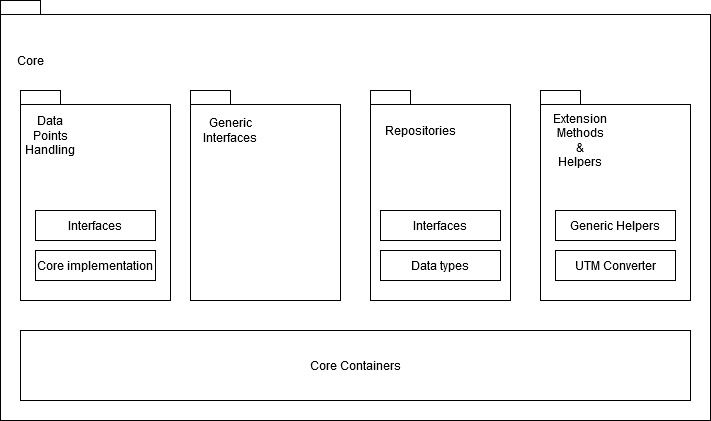 Core
Data
Points
Handling
Interfaces
Core implementation
Generic
Interfaces
Repositories
Interfaces
Data types
Extension
Methods
&
Helpers
Generic Helpers
UTM Converter
Core Containers